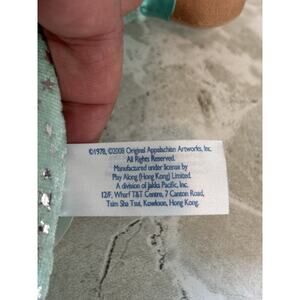 ©1978, ©2008 Original Appalachian Artworks, Inc.
All Rights Reserved.
Manufactured under license by
Play Along (Hong Kong) Limited.
A division of Jakks Pacific, Inc.
12/F, Wharf T&T Centre, 7 Canton Road,
Tsim Sha Tsut, Kowloon, Hong Kong.